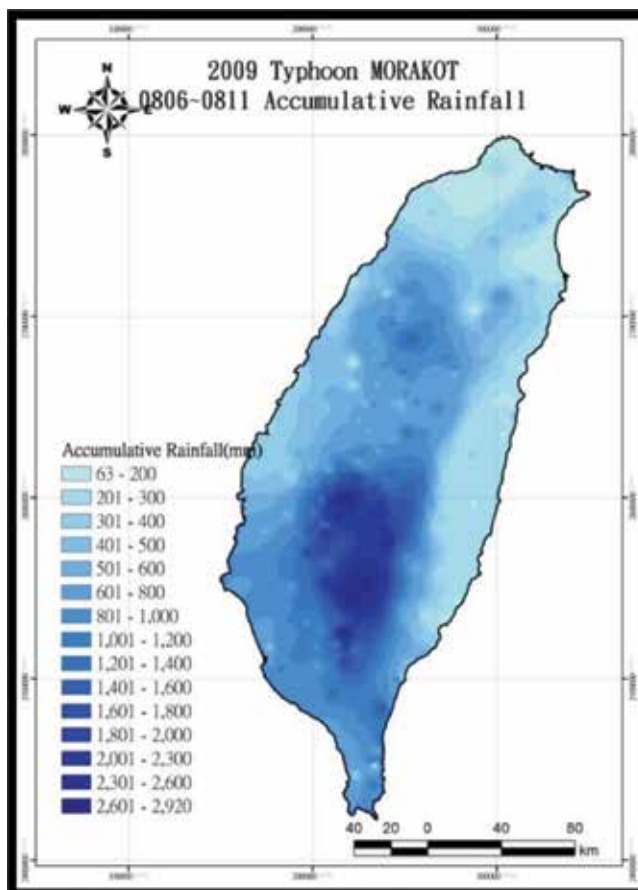 2009 Typhoon MORAKOT
0806~0811 Accumulative Rainfall
N
W E
S
Accumulative Rainfall(mm)
63 - 200
201 - 300
301 - 400
401 - 500
501 - 600
601 - 800
801 - 1,000
1,001 - 1,200
1,201 - 1,400
1,401 - 1,600
1,601 - 1,800
1,801 - 2,000
2,001 - 2,300
2,301 - 2,600
2,601 - 2,920
40 20 0 40 80
km